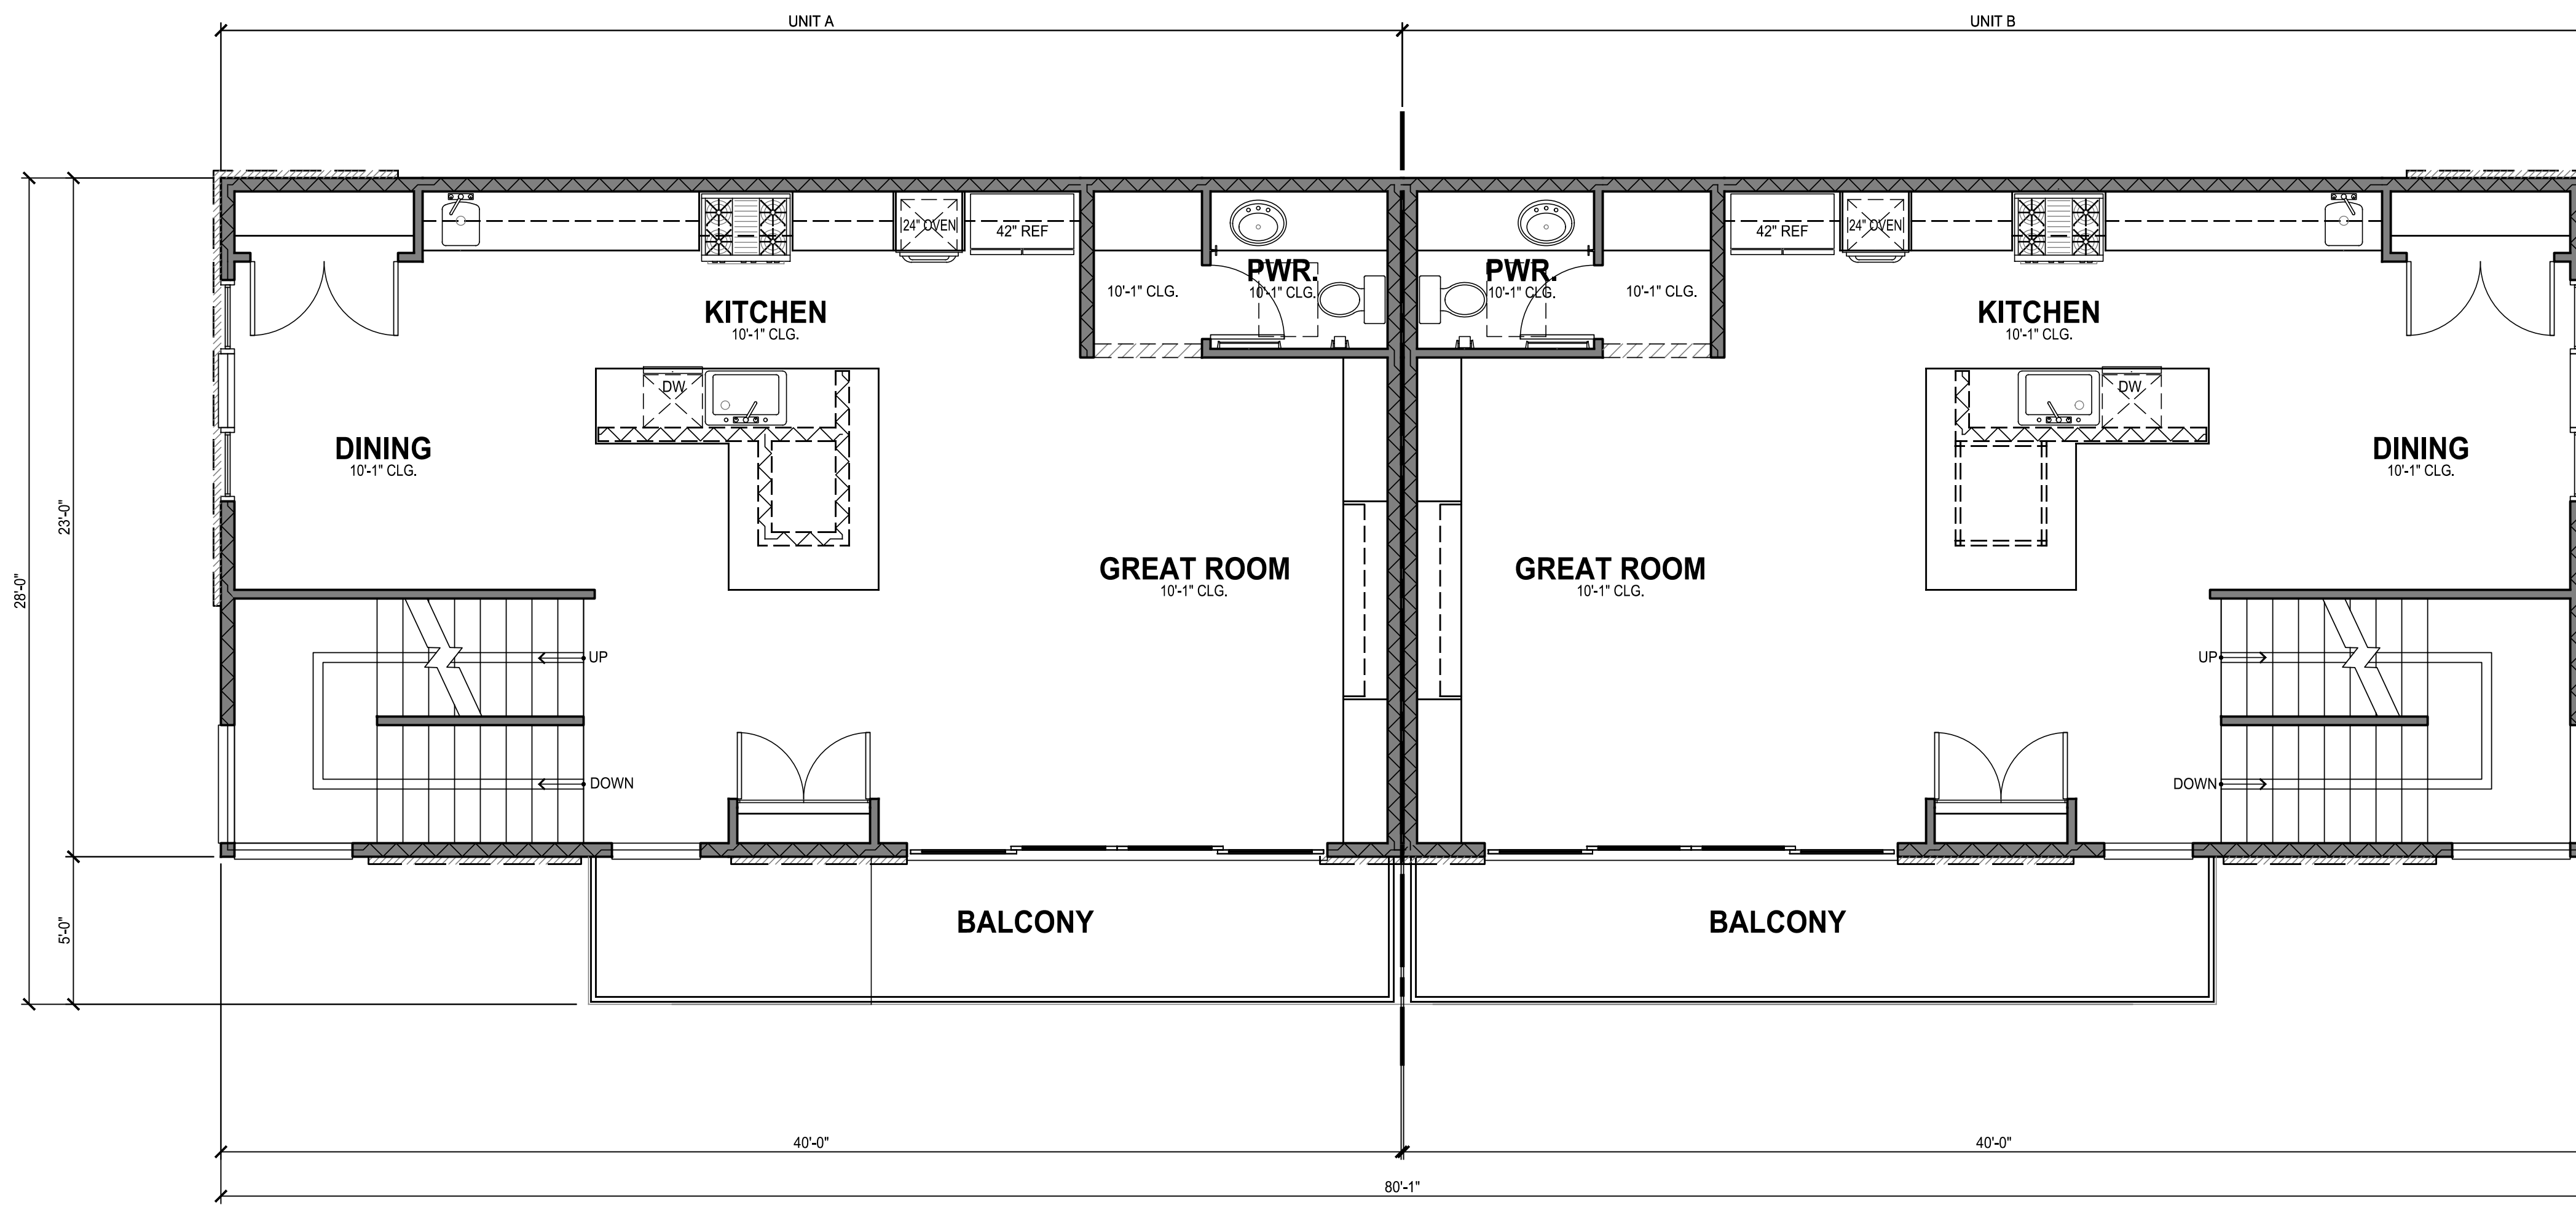 UNIT A
UNIT B
24" OVEN
42" REF
42" REF
24" OVEN
PWR.
10'-1" CLG.
PWR.
10'-1" CLG.
10'-1" CLG.
10'-1" CLG.
KITCHEN
10'-1" CLG.
KITCHEN
10'-1" CLG.
DW
DW
DINING
10'-1" CLG.
DINING
10'-1" CLG.
23'-0"
28'-0"
GREAT ROOM
10'-1" CLG.
GREAT ROOM
10'-1" CLG.
UP
UP
DOWN
DOWN
BALCONY
BALCONY
5'-0"
40'-0"
40'-0"
80'-1"